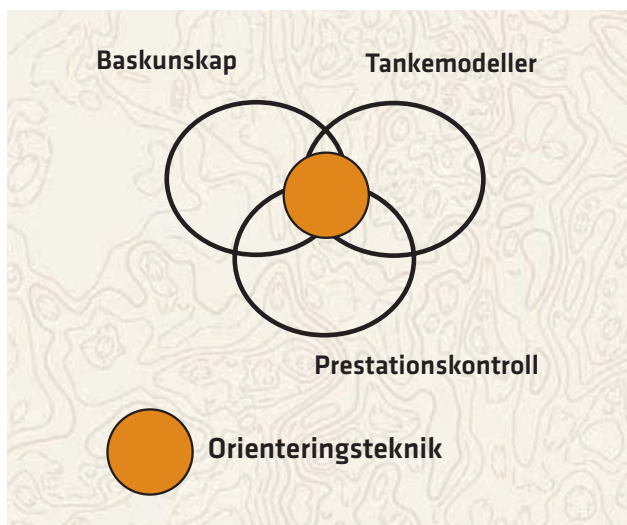 Baskunskap
Tankemodeller
Prestationskontroll
Orienteringsteknik